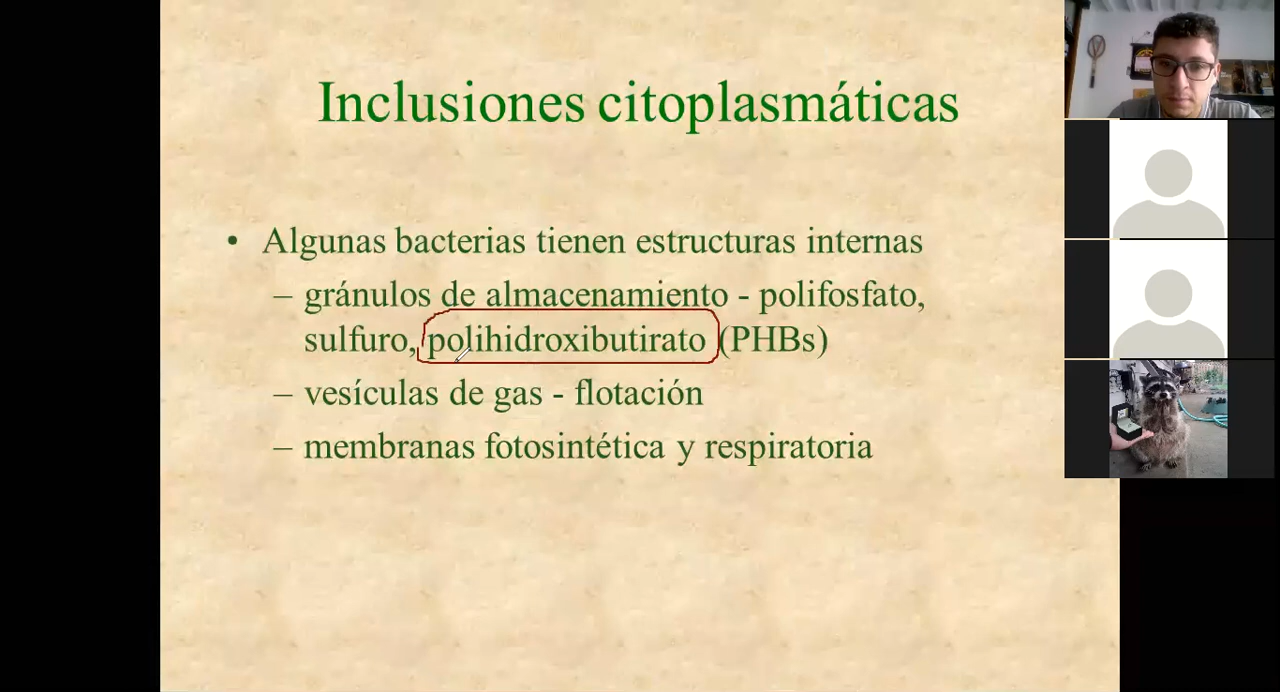 Inclusiones citoplasmáticas
• Algunas bacterias tienen estructuras internas
– gránulos de almacenamiento - polifosfato,
sulfuro, polihidroxibutirato (PHBs)
– vesículas de gas - flotación
– membranas fotosintética y respiratoria